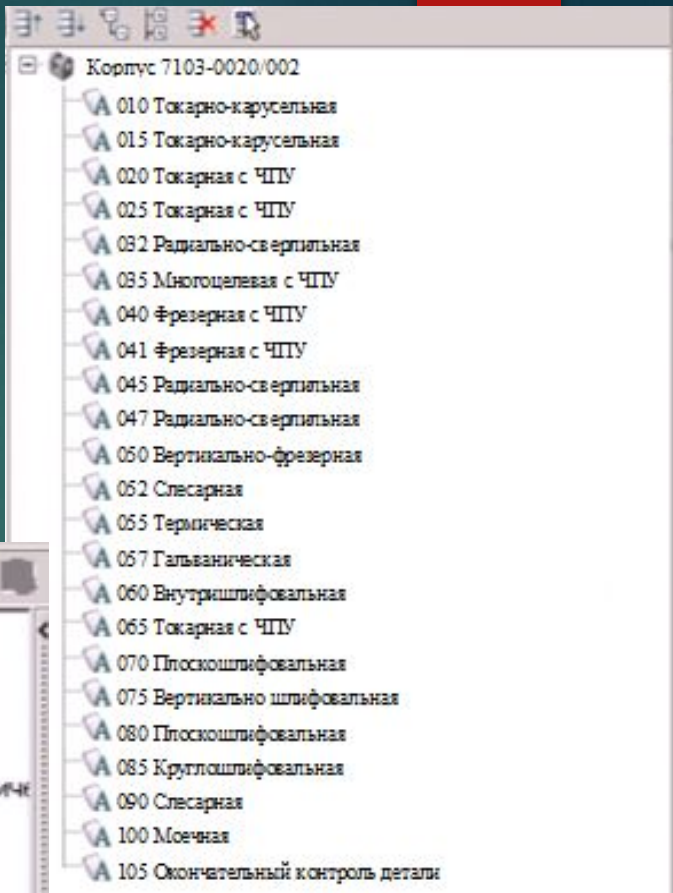 Корпус 7103-0020/002
010 Токарно-карусельная
015 Токарно-карусельная
020 Токарная с ЧПУ
025 Токарная с ЧПУ
032 Радиально-сверлильная
035 Многоцелевая с ЧПУ
040 Фрезерная с ЧПУ
041 Фрезерная с ЧПУ
045 Радиально-сверлильная
047 Радиально-сверлильная
050 Вертикально-фрезерная
052 Слесарная
055 Термическая
057 Гальваническая
060 Внутришлифовальная
065 Токарная с ЧПУ
070 Плоскошлифовальная
075 Вертикально шлифовальная
080 Плоскошлифовальная
085 Круглошлифовальная
090 Слесарная
100 Моечная
105 Окончательный контроль детали